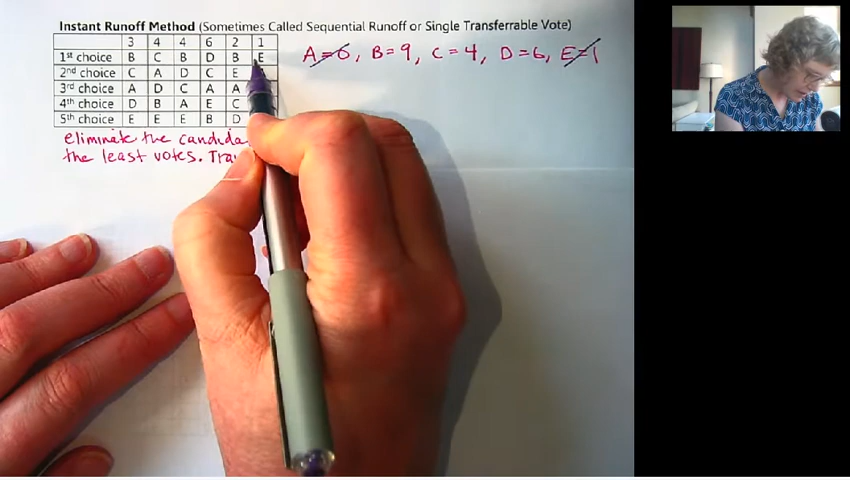 Instant Runoff Method (Sometimes Called Sequential Runoff or Single Transferrable Vote)
3 4 4 6 2 1
1st choice B C B D B E
2nd choice C A D C E
3rd choice A D C A A
4th choice D B A E C
5th choice E E E B D
A=0, B=9, C=4, D=6, E=1
eliminate the candida
the least votes. Tra